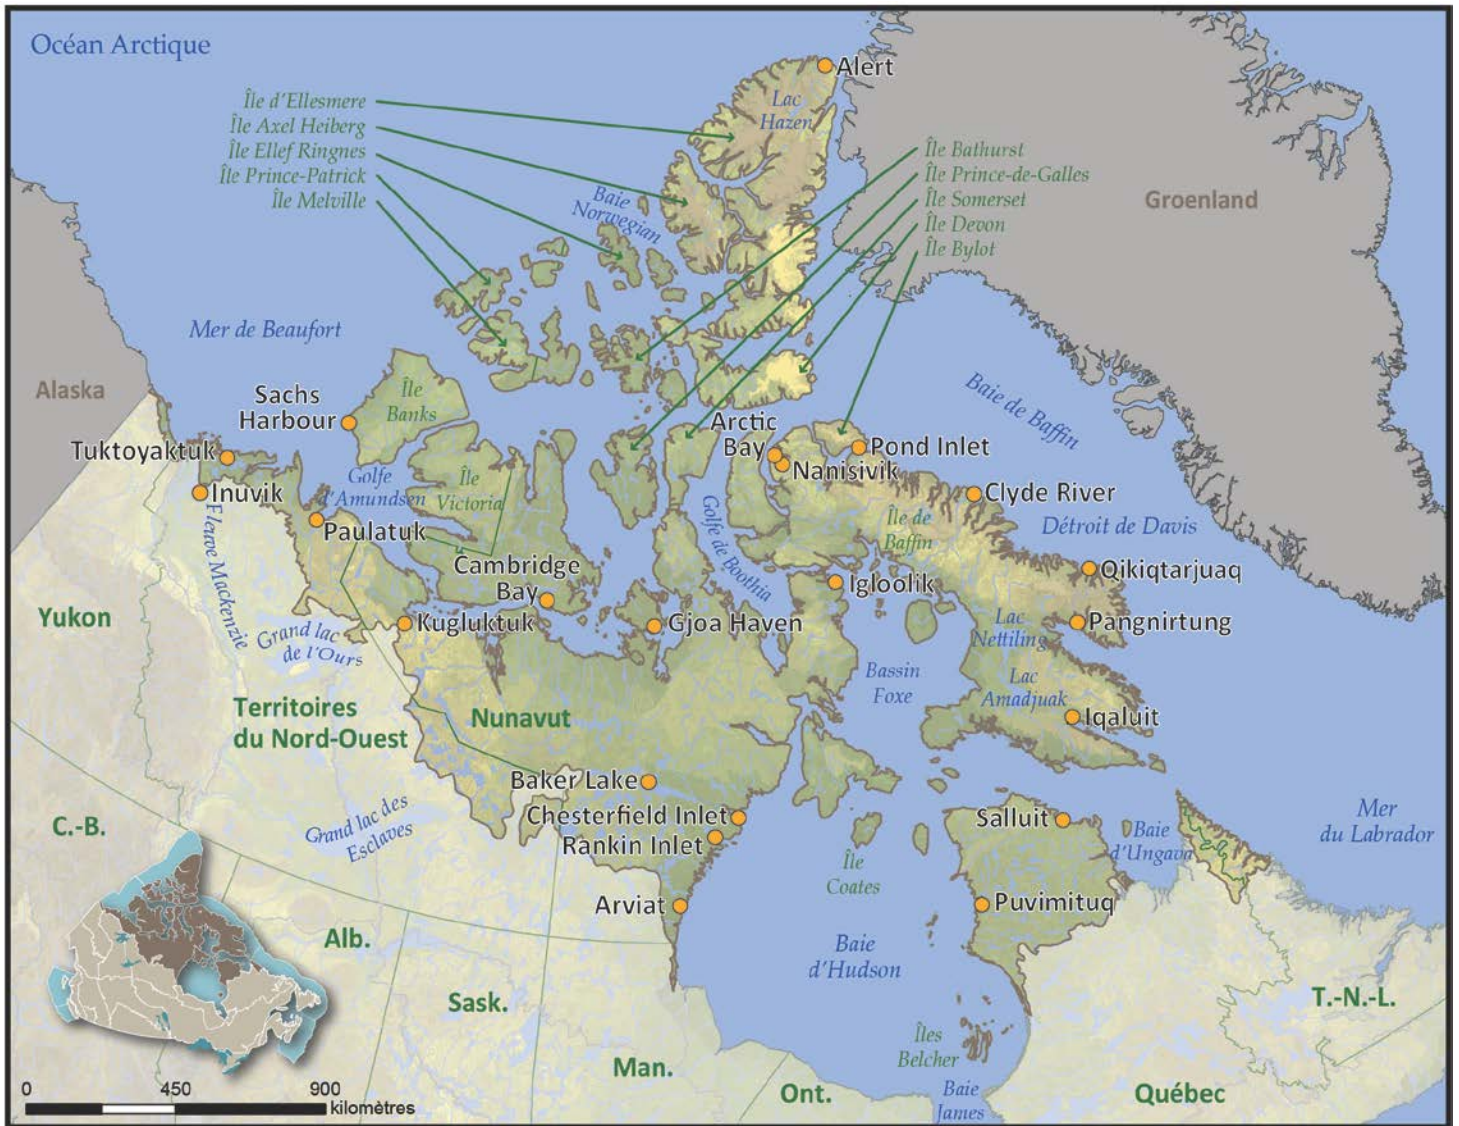 Océan Arctique
Alert
Lac
Hazen
Île d'Ellesmere
Île Axel Heiberg
Île Ellef Ringnes
Île Prince-Patrick
Île Melville
Île Bathurst
Île Prince-de-Galles
Île Somerset
Île Devon
Île Bylot
Groenland
Baie
Norwegian
Mer de Beaufort
Alaska
Sachs
Harbour
Île
Banks
Arctic
Bay
Baie de Baffin
Pond Inlet
Nanisivik
Tuktoyaktuk
Inuvik
Golfe
d'Amundsen
Île
Victoria
Clyde River
Golfe de Boothia
Île de
Baffin
Détroit de Davis
Paulatuk
Fleuve Mackenzie
Cambridge
Bay
Igloolik
Qikiqtarjuaq
Yukon
Kugluktuk
Gjoa Haven
Lac
Nettiling
Pangnirtung
Grand lac
de l'Ours
Bassin
Foxe
Lac
Amadjuak
Iqaluit
Territoires
du Nord-Ouest
Nunavut
Baker Lake
Chesterfield Inlet
Rankin Inlet
Salluit
Baie
d'Ungava
Mer
du Labrador
C.-B.
Grand lac des
Esclaves
Île
Coates
Arviat
Puvimituq
Alb.
Baie
d'Hudson
Sask.
T.-N.-L.
Îles
Belcher
Man.
Ont.
Baie
James
Québec
0 450 900
kilomètres